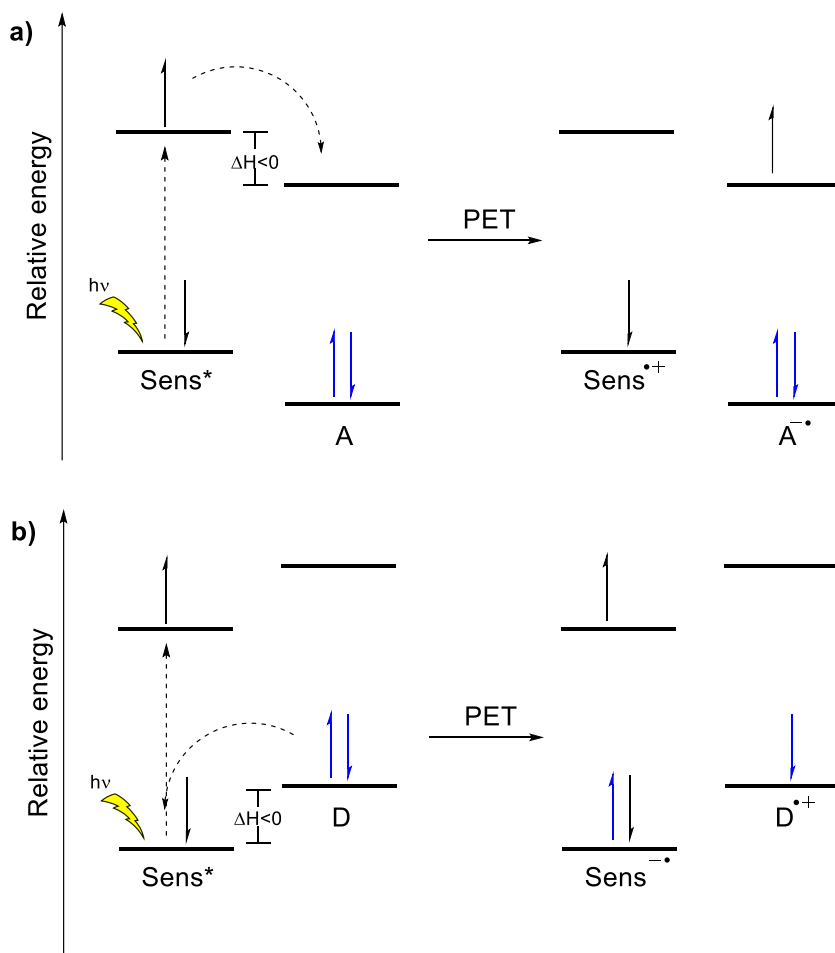 a)
Relative energy
ΔH<0
PET
hν
Sens*
A
Sens•+
A−•
b)
Relative energy
PET
hν
ΔH<0
D
D•+
Sens*
Sens−•